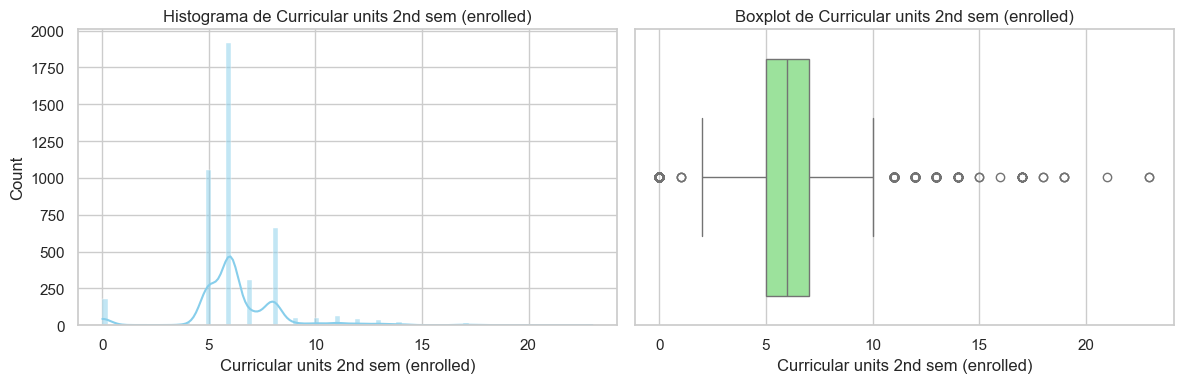 Histograma de Curricular units 2nd sem (enrolled)
2000
1750
1500
1250
1000
750
500
250
0
Count
0 5 10 15 20
Curricular units 2nd sem (enrolled)
Boxplot de Curricular units 2nd sem (enrolled)
0 5 10 15 20
Curricular units 2nd sem (enrolled)